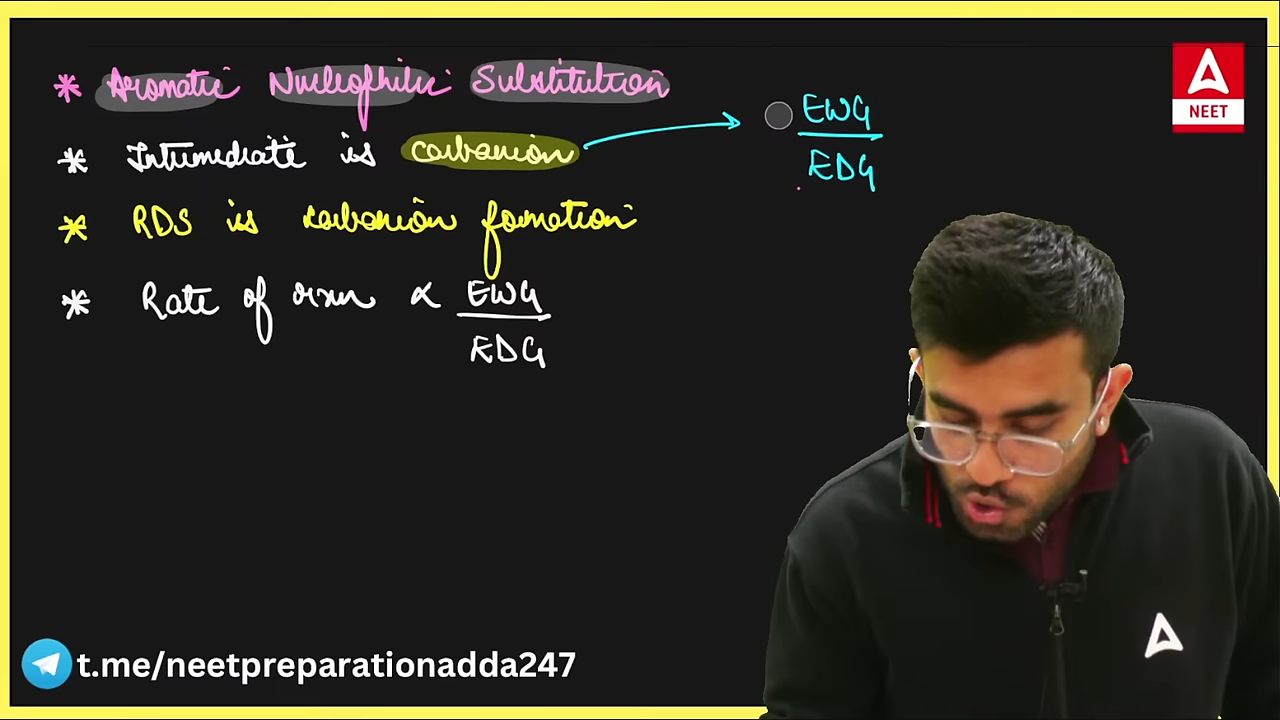 * Aromatic Nucleophilic Substitution
* Intermediate is carbanion
EWG
EDG
* RDS is carbanion formation
* Rate of rxn ∝ EWG
EDG
NEET
t.me/neetpreparationadda247